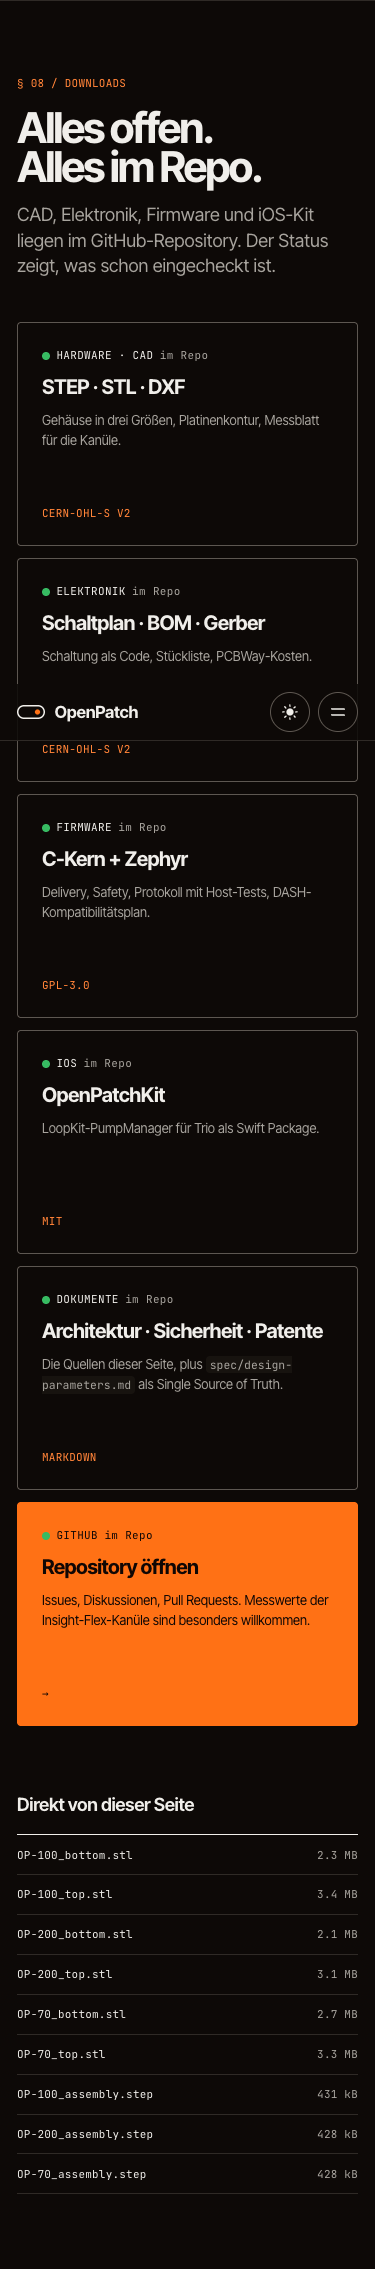 § 08 / DOWNLOADS
Alles offen.
Alles im Repo.
CAD, Elektronik, Firmware und iOS-Kit
liegen im GitHub-Repository. Der Status
zeigt, was schon eingecheckt ist.
HARDWARE · CAD im Repo
STEP · STL · DXF
Gehäuse in drei Größen, Platinenkontur, Messblatt
für die Kanüle.
CERN-OHL-S V2
ELEKTRONIK im Repo
Schaltplan · BOM · Gerber
Schaltung als Code, Stückliste, PCBWay-Kosten.
OpenPatch
CERN-OHL-S V2
FIRMWARE im Repo
C-Kern + Zephyr
Delivery, Safety, Protokoll mit Host-Tests, DASH-
Kompatibilitätsplan.
GPL-3.0
IOS im Repo
OpenPatchKit
LoopKit-PumpManager für Trio als Swift Package.
MIT
DOKUMENTE im Repo
Architektur · Sicherheit · Patente
Die Quellen dieser Seite, plus spec/design-
parameters.md als Single Source of Truth.
MARKDOWN
GITHUB im Repo
Repository öffnen
Issues, Diskussionen, Pull Requests. Messwerte der
Insight-Flex-Kanüle sind besonders willkommen.
→
Direkt von dieser Seite
OP-100_bottom.stl 2.3 MB
OP-100_top.stl 3.4 MB
OP-200_bottom.stl 2.1 MB
OP-200_top.stl 3.1 MB
OP-70_bottom.stl 2.7 MB
OP-70_top.stl 3.3 MB
OP-100_assembly.step 431 kB
OP-200_assembly.step 428 kB
OP-70_assembly.step 428 kB